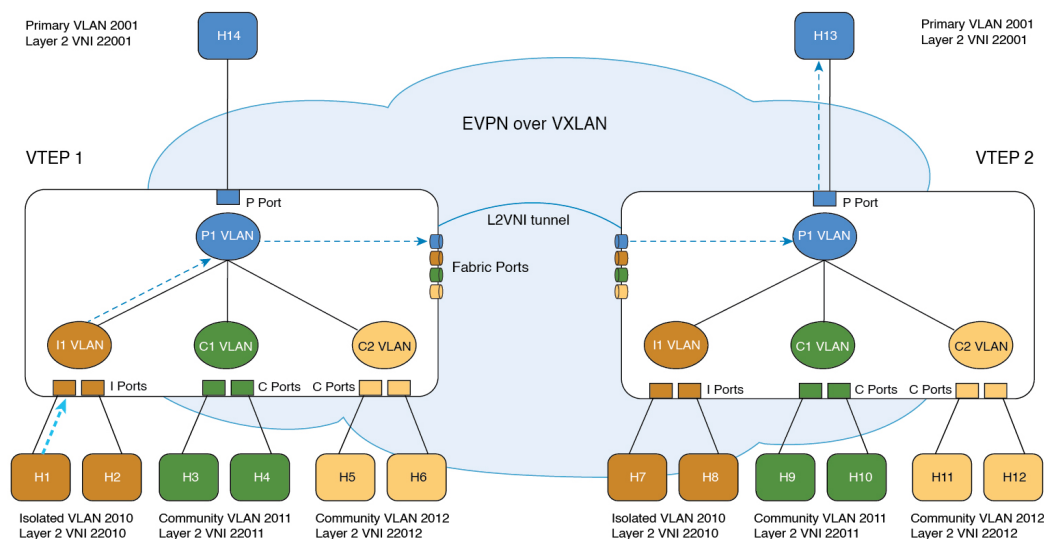 Primary VLAN 2001
Layer 2 VNI 22001
H14
H13
Primary VLAN 2001
Layer 2 VNI 22001
EVPN over VXLAN
VTEP 1
VTEP 2
P Port
P Port
P1 VLAN
L2VNI tunnel
P1 VLAN
Fabric Ports
I1 VLAN
C1 VLAN
C2 VLAN
I1 VLAN
C1 VLAN
C2 VLAN
I Ports
C Ports
C Ports
I Ports
C Ports
C Ports
H1
H2
H3
H4
H5
H6
H7
H8
H9
H10
H11
H12
Isolated VLAN 2010
Layer 2 VNI 22010
Community VLAN 2011
Layer 2 VNI 22011
Community VLAN 2012
Layer 2 VNI 22012
Isolated VLAN 2010
Layer 2 VNI 22010
Community VLAN 2011
Layer 2 VNI 22011
Community VLAN 2012
Layer 2 VNI 22012